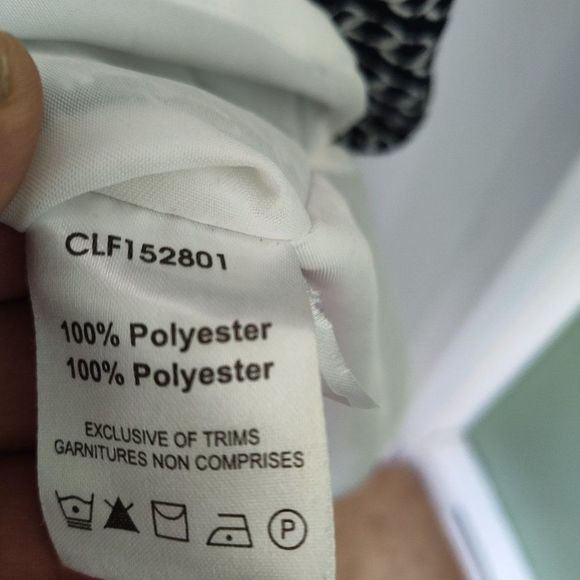 CLF152801
100% Polyester
100% Polyester
EXCLUSIVE OF TRIMS
GARNITURES NON COMPRISES
P